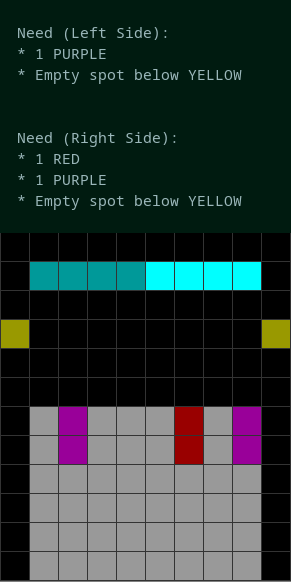 Need (Left Side):
* 1 PURPLE
* Empty spot below YELLOW
Need (Right Side):
* 1 RED
* 1 PURPLE
* Empty spot below YELLOW